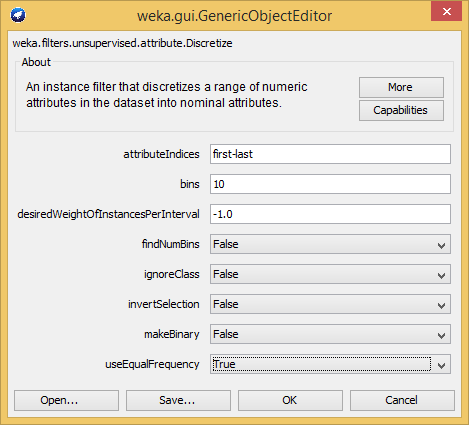 weka.gui.GenericObjectEditor
weka.filters.unsupervised.attribute.Discretize
About
An instance filter that discretizes a range of numeric
attributes in the dataset into nominal attributes.
More
Capabilities
attributeIndices first-last
bins 10
desiredWeightOfInstancesPerInterval -1.0
findNumBins False
ignoreClass False
invertSelection False
makeBinary False
useEqualFrequency True
Open... Save... OK Cancel